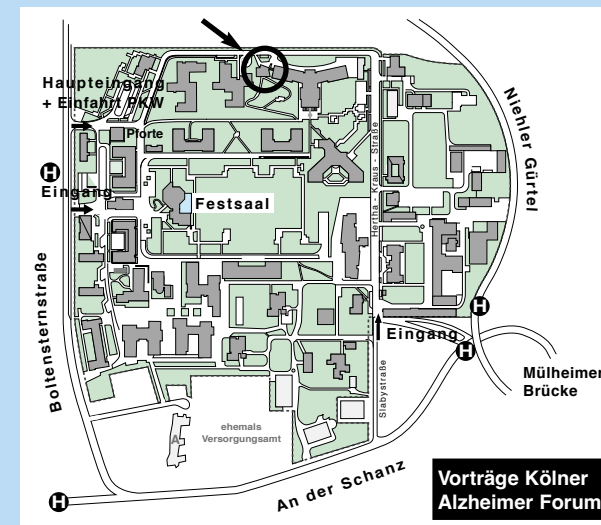 Haupteingang
+ Einfahrt PKW
Pforte
H
Eingang
Festsaal
Hertha - Kraus - Straße
Niehler Gürtel
Boltensternstraße
H
Eingang
H
Mülheimer
Brücke
Slabystraße
ehemals
Versorgungsamt
A
An der Schanz
H
Vorträge Kölner
Alzheimer Forum